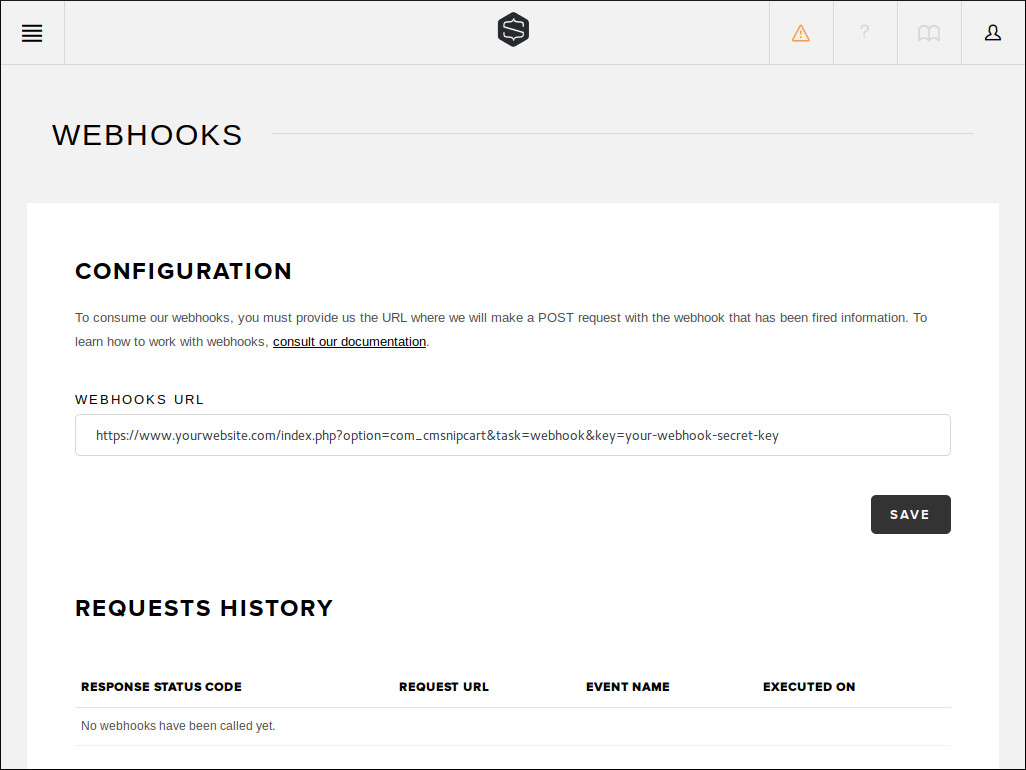 ?
WEBHOOKS
CONFIGURATION
To consume our webhooks, you must provide us the URL where we will make a POST request with the webhook that has been fired information. To
learn how to work with webhooks, consult our documentation.
WEBHOOKS URL
https://www.yourwebsite.com/index.php?option=com_cmsnipcart&task=webhook&key=your-webhook-secret-key
SAVE
REQUESTS HISTORY
RESPONSE STATUS CODE REQUEST URL EVENT NAME EXECUTED ON
No webhooks have been called yet.